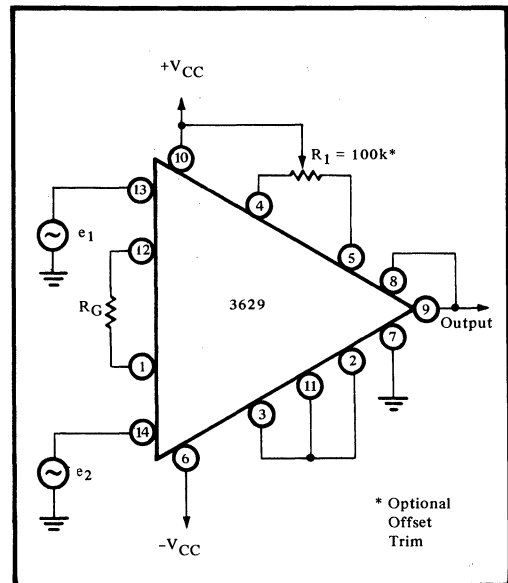 +VCC
R1 = 100k*
10
13
4
e1
12
5
8
RG
3629
9
Output
7
1
2
11
3
14
6
e2
* Optional
Offset
Trim
-VCC